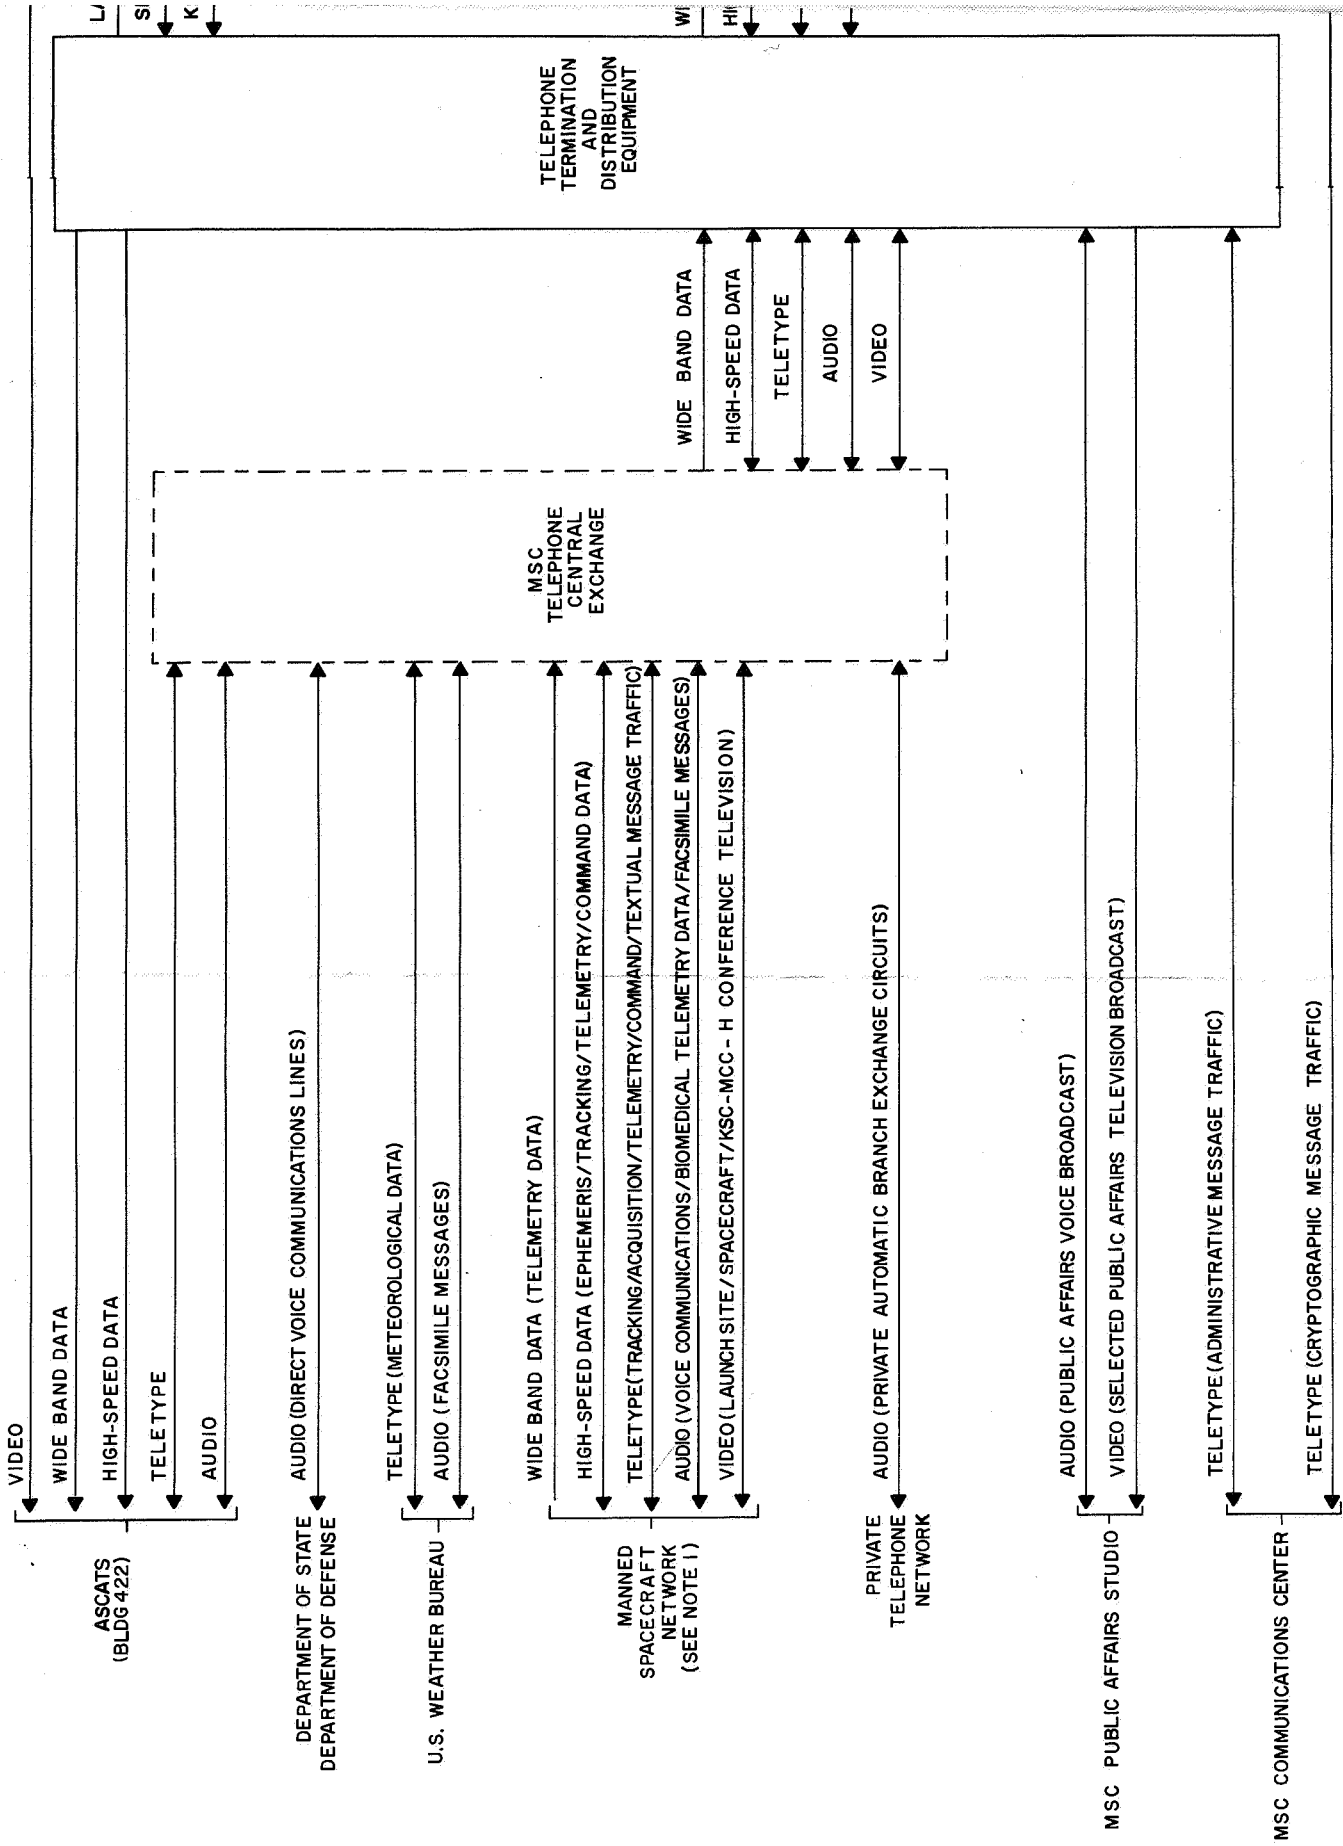 ASCATS
(BLDG 422)
VIDEO
WIDE BAND DATA
HIGH-SPEED DATA
TELETYPE
AUDIO
DEPARTMENT OF STATE
DEPARTMENT OF DEFENSE
AUDIO (DIRECT VOICE COMMUNICATIONS LINES)
U.S. WEATHER BUREAU
TELETYPE (METEOROLOGICAL DATA)
AUDIO (FACSIMILE MESSAGES)
MANNED
SPACECRAFT
NETWORK
(SEE NOTE 1)
WIDE BAND DATA (TELEMETRY DATA)
HIGH-SPEED DATA (EPHEMERIS/TRACKING/TELEMETRY/COMMAND DATA)
TELETYPE (TRACKING/ACQUISITION/TELEMETRY/COMMAND/TEXTUAL MESSAGE TRAFFIC)
AUDIO (VOICE COMMUNICATIONS/BIOMEDICAL TELEMETRY DATA/FACSIMILE MESSAGES)
VIDEO (LAUNCH SITE/SPACECRAFT/KSC-MCC-H CONFERENCE TELEVISION)
PRIVATE
TELEPHONE
NETWORK
AUDIO (PRIVATE AUTOMATIC BRANCH EXCHANGE CIRCUITS)
MSC PUBLIC AFFAIRS STUDIO
AUDIO (PUBLIC AFFAIRS VOICE BROADCAST)
VIDEO (SELECTED PUBLIC AFFAIRS TELEVISION BROADCAST)
MSC COMMUNICATIONS CENTER
TELETYPE (ADMINISTRATIVE MESSAGE TRAFFIC)
TELETYPE (CRYPTOGRAPHIC MESSAGE TRAFFIC)
MSC
TELEPHONE
CENTRAL
EXCHANGE
WIDE BAND DATA
HIGH-SPEED DATA
TELETYPE
AUDIO
VIDEO
TELEPHONE
TERMINATION
AND
DISTRIBUTION
EQUIPMENT